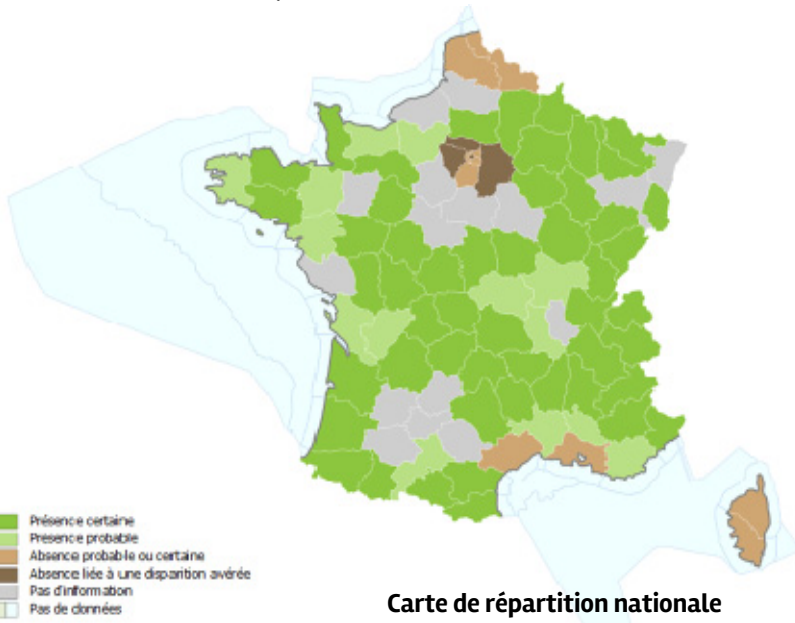 Présence certaine
Présence probable
Absence probable ou certaine
Absence liée à une disparition avérée
Pas d'information
Pas de données
Carte de répartition nationale